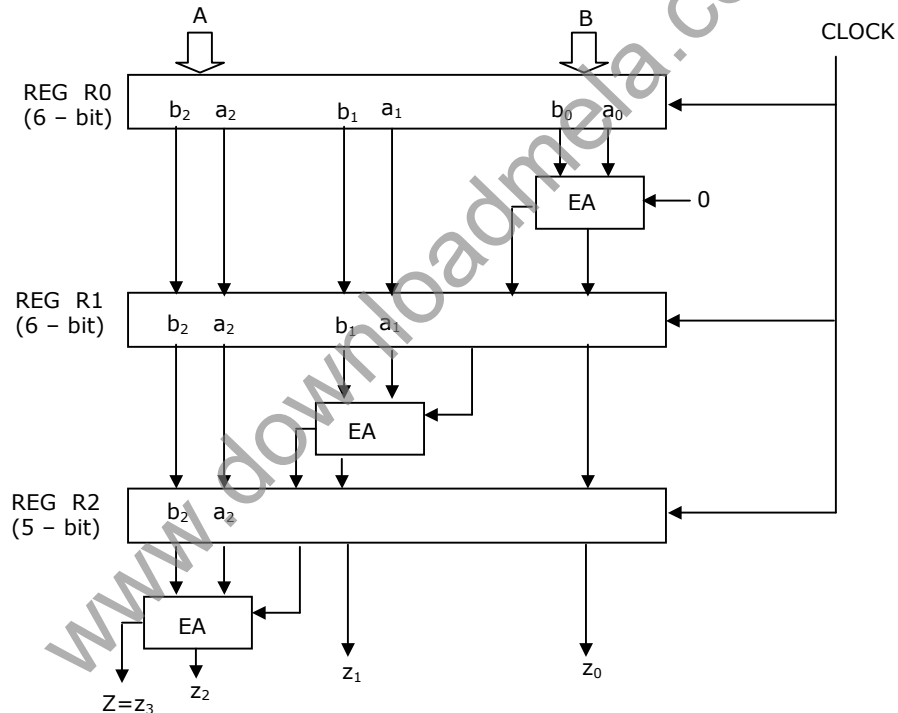 A
B
CLOCK
REG R0
(6 – bit)
b₂ a₂ b₁ a₁ b₀ a₀
EA
0
REG R1
(6 – bit)
b₂ a₂ b₁ a₁
EA
REG R2
(5 – bit)
b₂ a₂
EA
Z=z₃
z₂
z₁
z₀
www.downloadmela.co